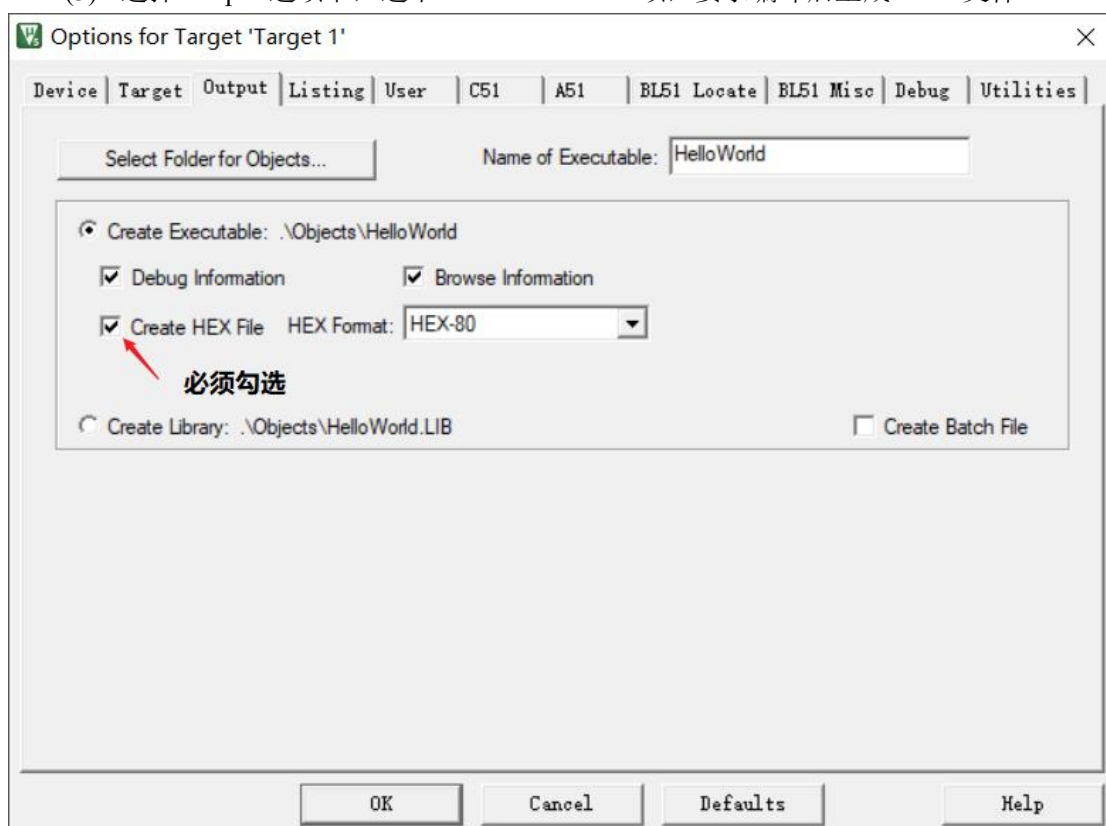 Options for Target 'Target 1'
Device Target Output Listing User C51 A51 BL51 Locate BL51 Misc Debug Utilities
Select Folder for Objects... Name of Executable: HelloWorld
Create Executable: .\Objects\HelloWorld
Debug Information Browse Information
Create HEX File HEX Format: HEX-80
必须勾选
Create Library: .\Objects\HelloWorld.LIB Create Batch File
OK Cancel Defaults Help